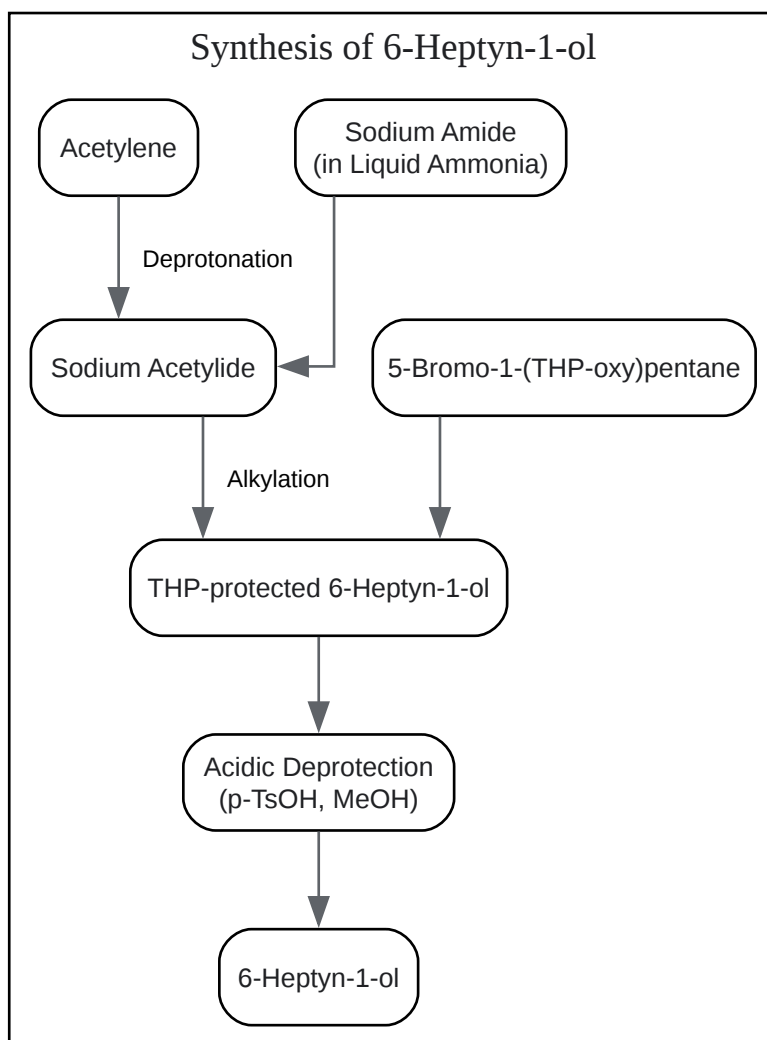 Synthesis of 6-Heptyn-1-ol
Acetylene
Sodium Amide
(in Liquid Ammonia)
Deprotonation
Sodium Acetylide
5-Bromo-1-(THP-oxy)pentane
Alkylation
THP-protected 6-Heptyn-1-ol
Acidic Deprotection
(p-TsOH, MeOH)
6-Heptyn-1-ol